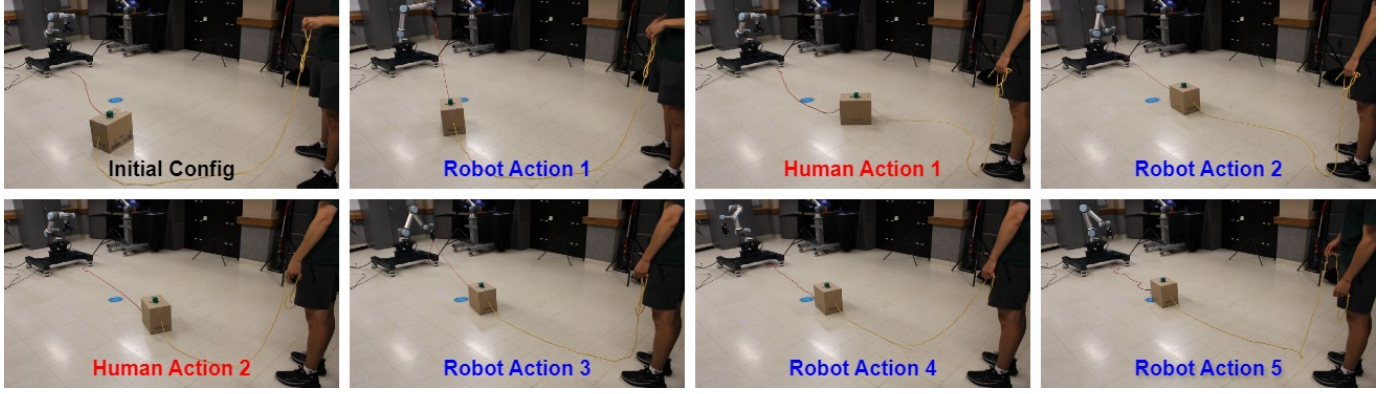 Initial Config
Robot Action 1
Human Action 1
Robot Action 2
Human Action 2
Robot Action 3
Robot Action 4
Robot Action 5